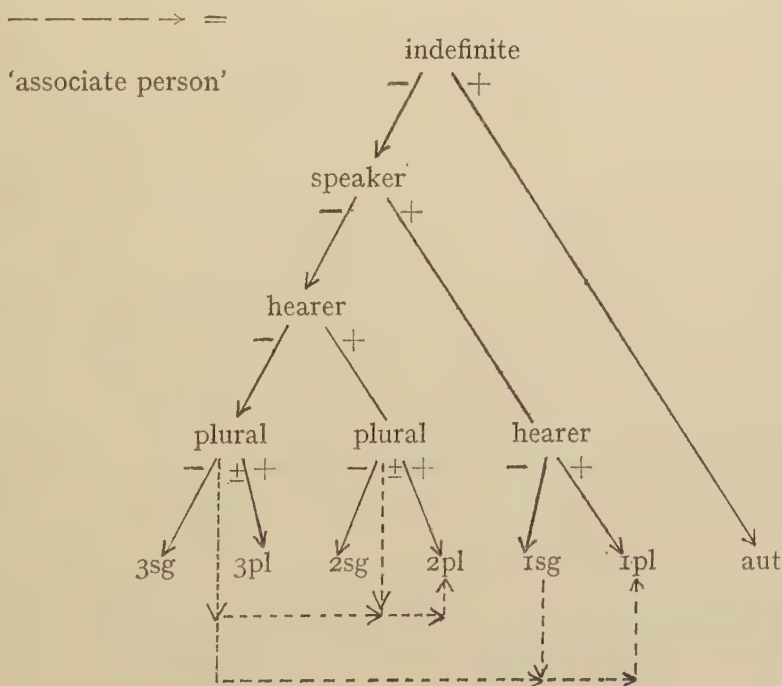 =
indefinite
'associate person'
− +
speaker
− +
hearer
− +
plural plural hearer
− ± + − ± + − +
3sg 3pl 2sg 2pl 1sg 1pl aut